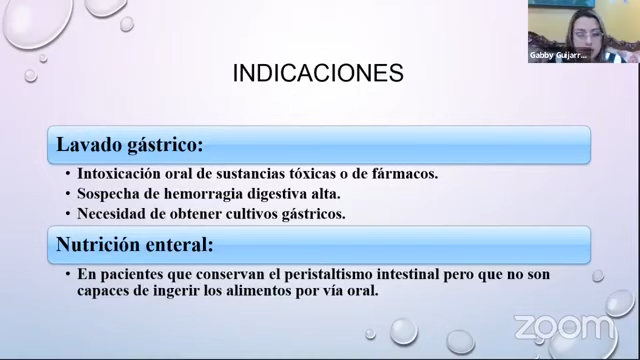 Gabby Guijarr...
INDICACIONES
Lavado gástrico:
• Intoxicación oral de sustancias tóxicas o de fármacos.
• Sospecha de hemorragia digestiva alta.
• Necesidad de obtener cultivos gástricos.
Nutrición enteral:
• En pacientes que conservan el peristaltismo intestinal pero que no son
capaces de ingerir los alimentos por vía oral.
zoom